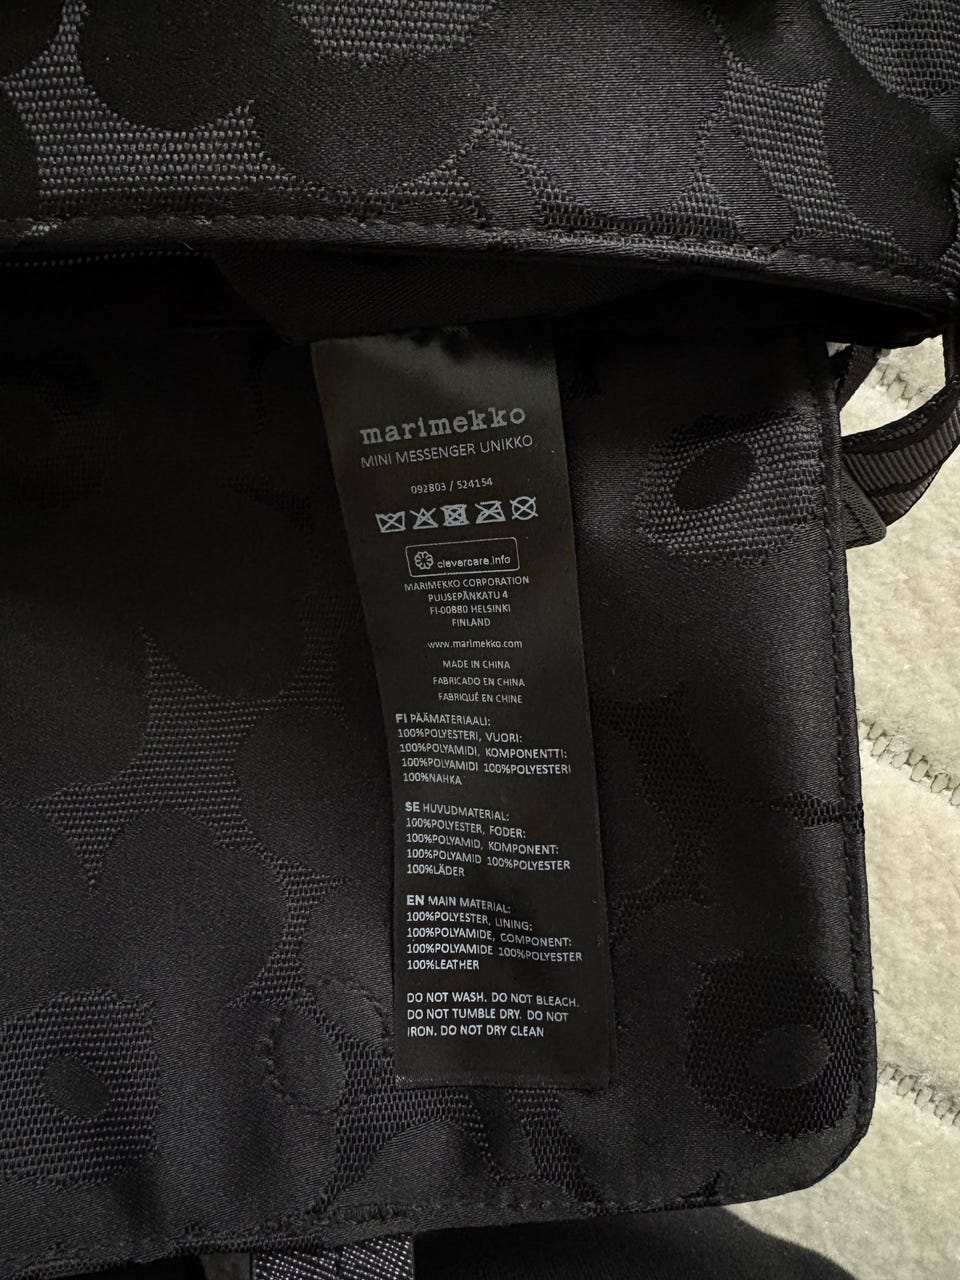 marimekko
MINI MESSENGER UNIKKO
092803 / 524154
clevercare.info
MARIMEKKO CORPORATION
PUUSEPÄNKATU 4
FI-00880 HELSINKI
FINLAND
www.marimekko.com
MADE IN CHINA
FABRICADO EN CHINA
FABRIQUÉ EN CHINE
FI PÄÄMATERIAALI:
100%POLYESTERI, VUORI:
100%POLYAMIDI, KOMPONENTTI:
100%POLYAMIDI 100%POLYESTERI
100%NAHKA
SE HUVUDMATERIAL:
100%POLYESTER, FODER:
100%POLYAMID, KOMPONENT:
100%POLYAMID 100%POLYESTER
100%LÄDER
EN MAIN MATERIAL:
100%POLYESTER, LINING:
100%POLYAMIDE, COMPONENT:
100%POLYAMIDE 100%POLYESTER
100%LEATHER
DO NOT WASH. DO NOT BLEACH.
DO NOT TUMBLE DRY. DO NOT
IRON. DO NOT DRY CLEAN